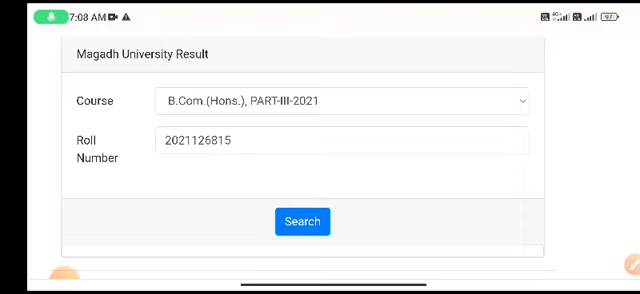 7:08 AM
Magadh University Result
Course B.Com.(Hons.), PART-III-2021
Roll Number 2021126815
Search